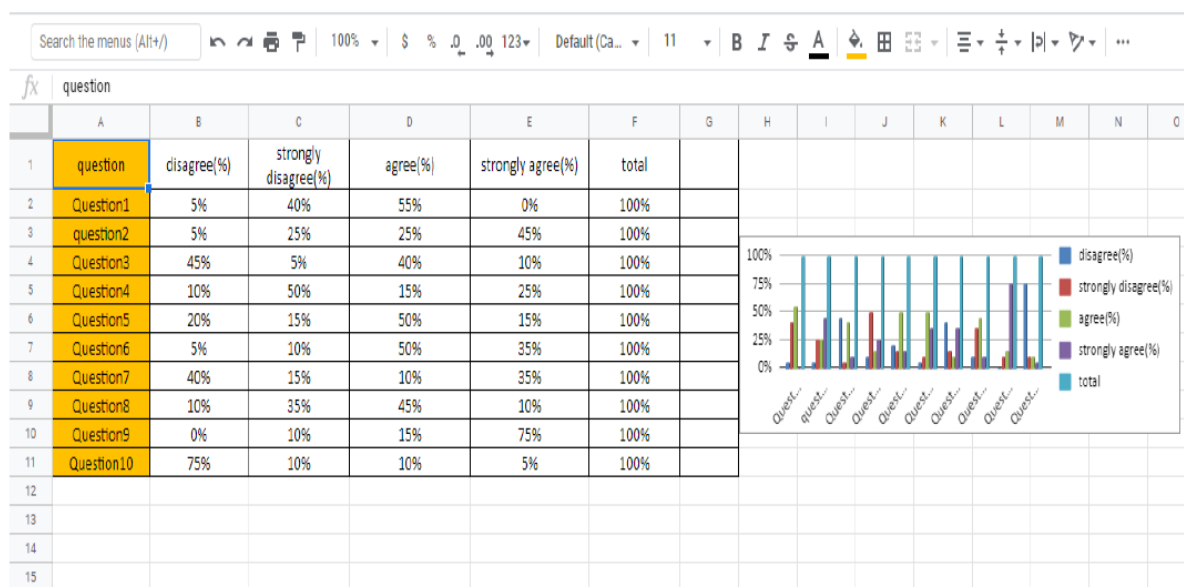 Search the menus (Alt+/) 100% $ % .0 .00 123 Default (Ca... 11 B I S A ...
fx question
A B C D E F G H I J K L M N O
1 question disagree(%) strongly disagree(%) agree(%) strongly agree(%) total
2 Question1 5% 40% 55% 0% 100%
3 question2 5% 25% 25% 45% 100%
4 Question3 45% 5% 40% 10% 100%
5 Question4 10% 50% 15% 25% 100%
6 Question5 20% 15% 50% 15% 100%
7 Question6 5% 10% 50% 35% 100%
8 Question7 40% 15% 10% 35% 100%
9 Question8 10% 35% 45% 10% 100%
10 Question9 0% 10% 15% 75% 100%
11 Question10 75% 10% 10% 5% 100%
12
13
14
15
100%
75%
50%
25%
0%
Quest... quest... Quest... Quest... Quest... Quest... Quest... Quest... Quest... Quest...
disagree(%)
strongly disagree(%)
agree(%)
strongly agree(%)
total